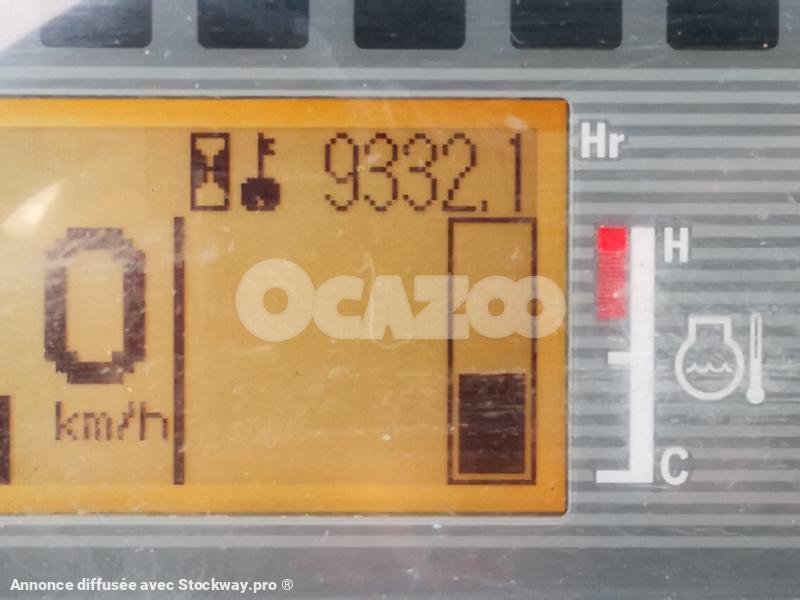 9332.1 Hr
H
OCAZOO
0
km/h
C
Annonce diffusée avec Stockway.pro ®